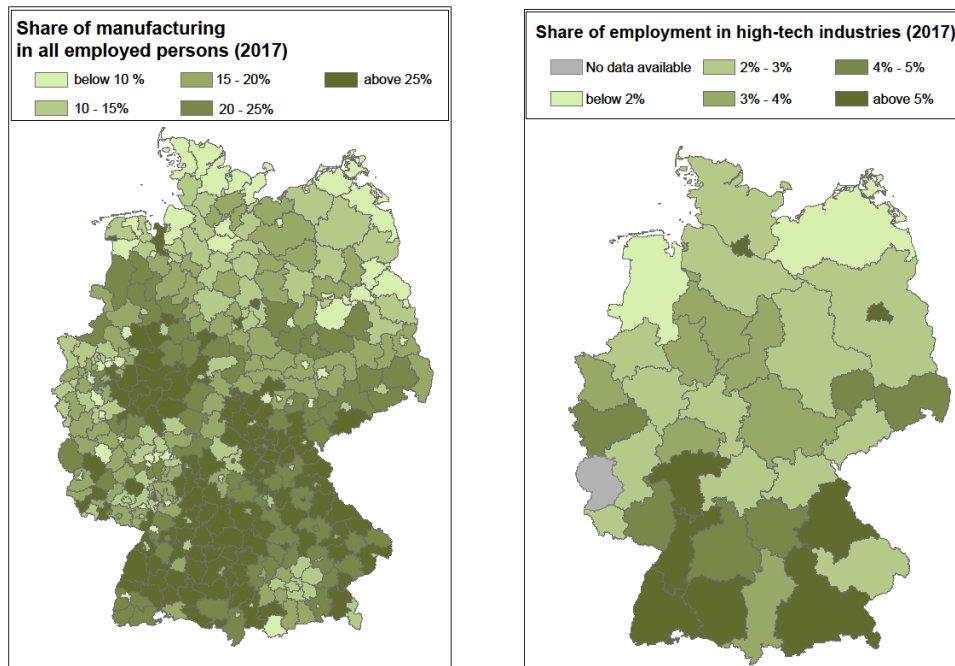 Share of manufacturing
in all employed persons (2017)
below 10 %
15 - 20%
above 25%
10 - 15%
20 - 25%
Share of employment in high-tech industries (2017)
No data available
2% - 3%
4% - 5%
below 2%
3% - 4%
above 5%